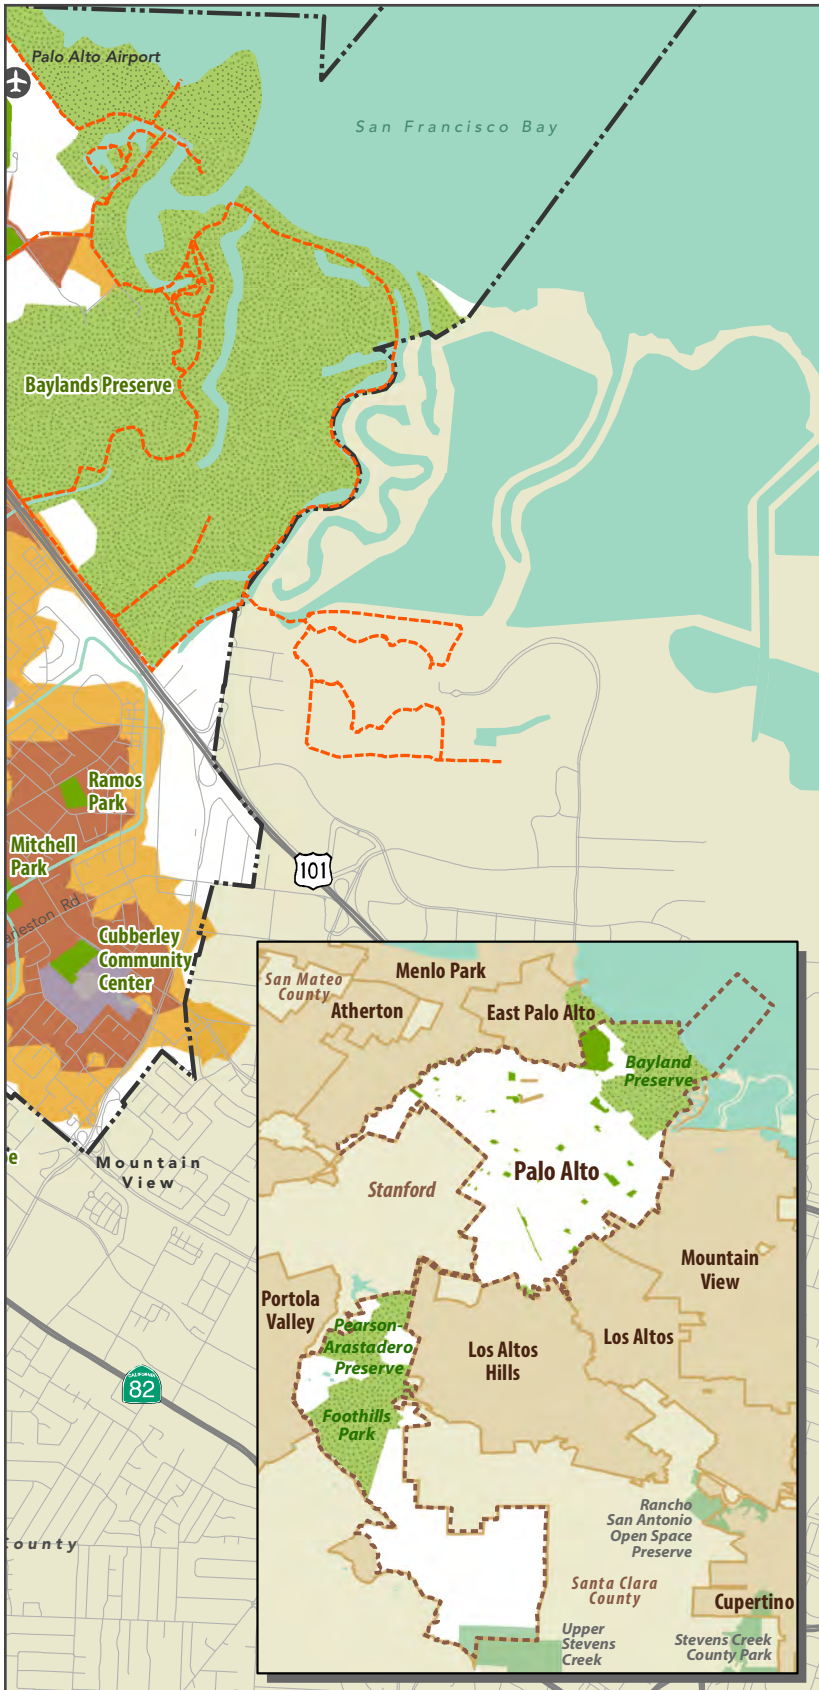 Palo Alto Airport
San Francisco Bay
Baylands Preserve
Ramos
Park
Mitchell
Park
arleston Rd
Cubberley
Community
Center
101
Mountain
View
CALIFORNIA
82
ounty
San Mateo
County
Menlo Park
Atherton
East Palo Alto
Bayland
Preserve
Palo Alto
Stanford
Mountain
View
Portola
Valley
Pearson-
Arastadero
Preserve
Los Altos
Hills
Los Altos
Foothills
Park
Rancho
San Antonio
Open Space
Preserve
Santa Clara
County
Cupertino
Upper
Stevens
Creek
Stevens Creek
County Park